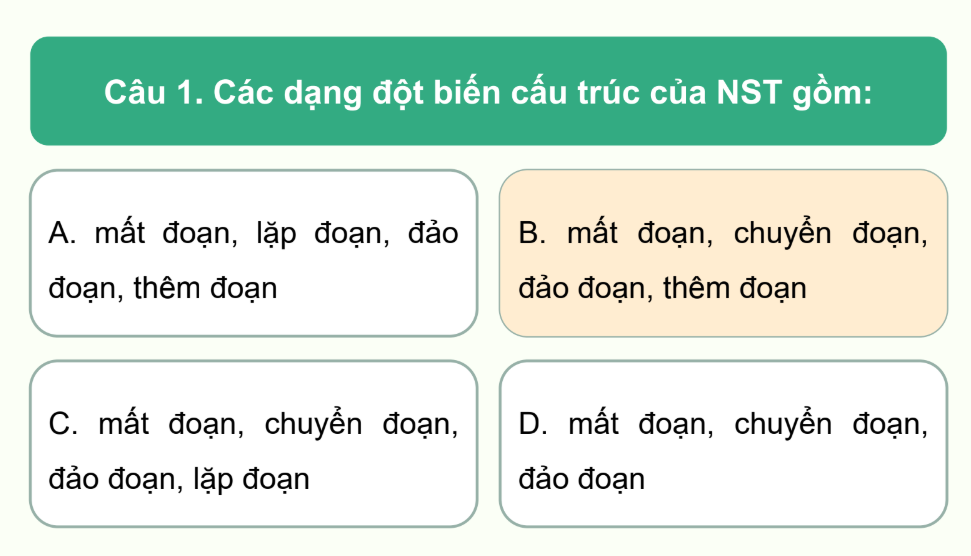 Câu 1. Các dạng đột biến cấu trúc của NST gồm:
A. mất đoạn, lặp đoạn, đảo
đoạn, thêm đoạn
B. mất đoạn, chuyển đoạn,
đảo đoạn, thêm đoạn
C. mất đoạn, chuyển đoạn,
đảo đoạn, lặp đoạn
D. mất đoạn, chuyển đoạn,
đảo đoạn